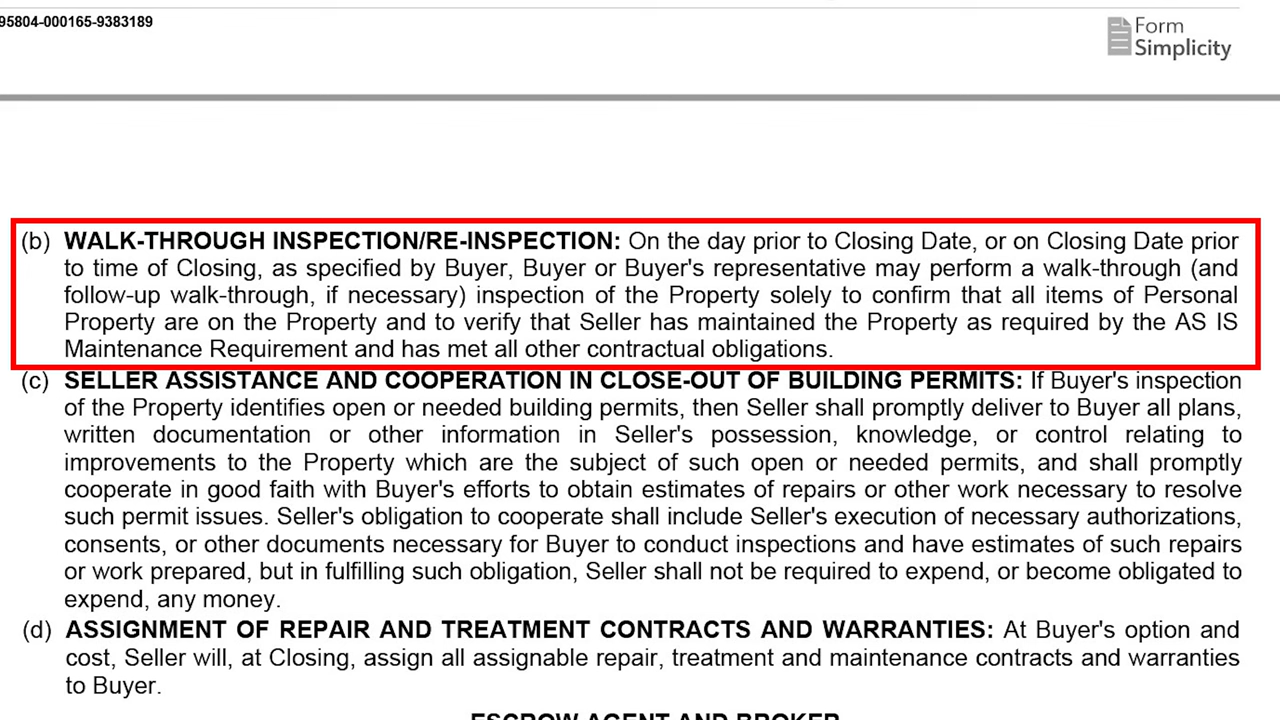 95804-000165-9383189
Form
Simplicity
(b) WALK-THROUGH INSPECTION/RE-INSPECTION: On the day prior to Closing Date, or on Closing Date prior
to time of Closing, as specified by Buyer, Buyer or Buyer's representative may perform a walk-through (and
follow-up walk-through, if necessary) inspection of the Property solely to confirm that all items of Personal
Property are on the Property and to verify that Seller has maintained the Property as required by the AS IS
Maintenance Requirement and has met all other contractual obligations.
(c) SELLER ASSISTANCE AND COOPERATION IN CLOSE-OUT OF BUILDING PERMITS: If Buyer's inspection
of the Property identifies open or needed building permits, then Seller shall promptly deliver to Buyer all plans,
written documentation or other information in Seller's possession, knowledge, or control relating to
improvements to the Property which are the subject of such open or needed permits, and shall promptly
cooperate in good faith with Buyer's efforts to obtain estimates of repairs or other work necessary to resolve
such permit issues. Seller's obligation to cooperate shall include Seller's execution of necessary authorizations,
consents, or other documents necessary for Buyer to conduct inspections and have estimates of such repairs
or work prepared, but in fulfilling such obligation, Seller shall not be required to expend, or become obligated to
expend, any money.
(d) ASSIGNMENT OF REPAIR AND TREATMENT CONTRACTS AND WARRANTIES: At Buyer's option and
cost, Seller will, at Closing, assign all assignable repair, treatment and maintenance contracts and warranties
to Buyer.
ESCROW AGENT AND BROKER